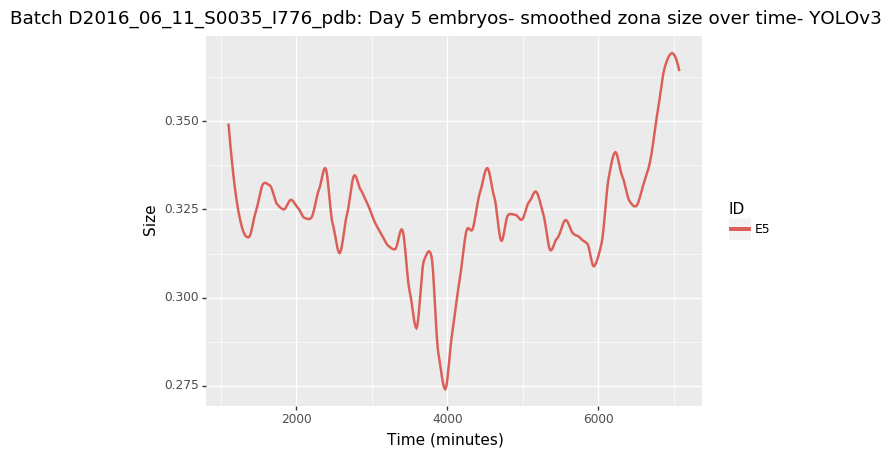 Batch D2016_06_11_S0035_I776_pdb: Day 5 embryos- smoothed zona size over time- YOLOv3
0.350
0.325
0.300
0.275
Size
2000
4000
6000
Time (minutes)
ID
E5